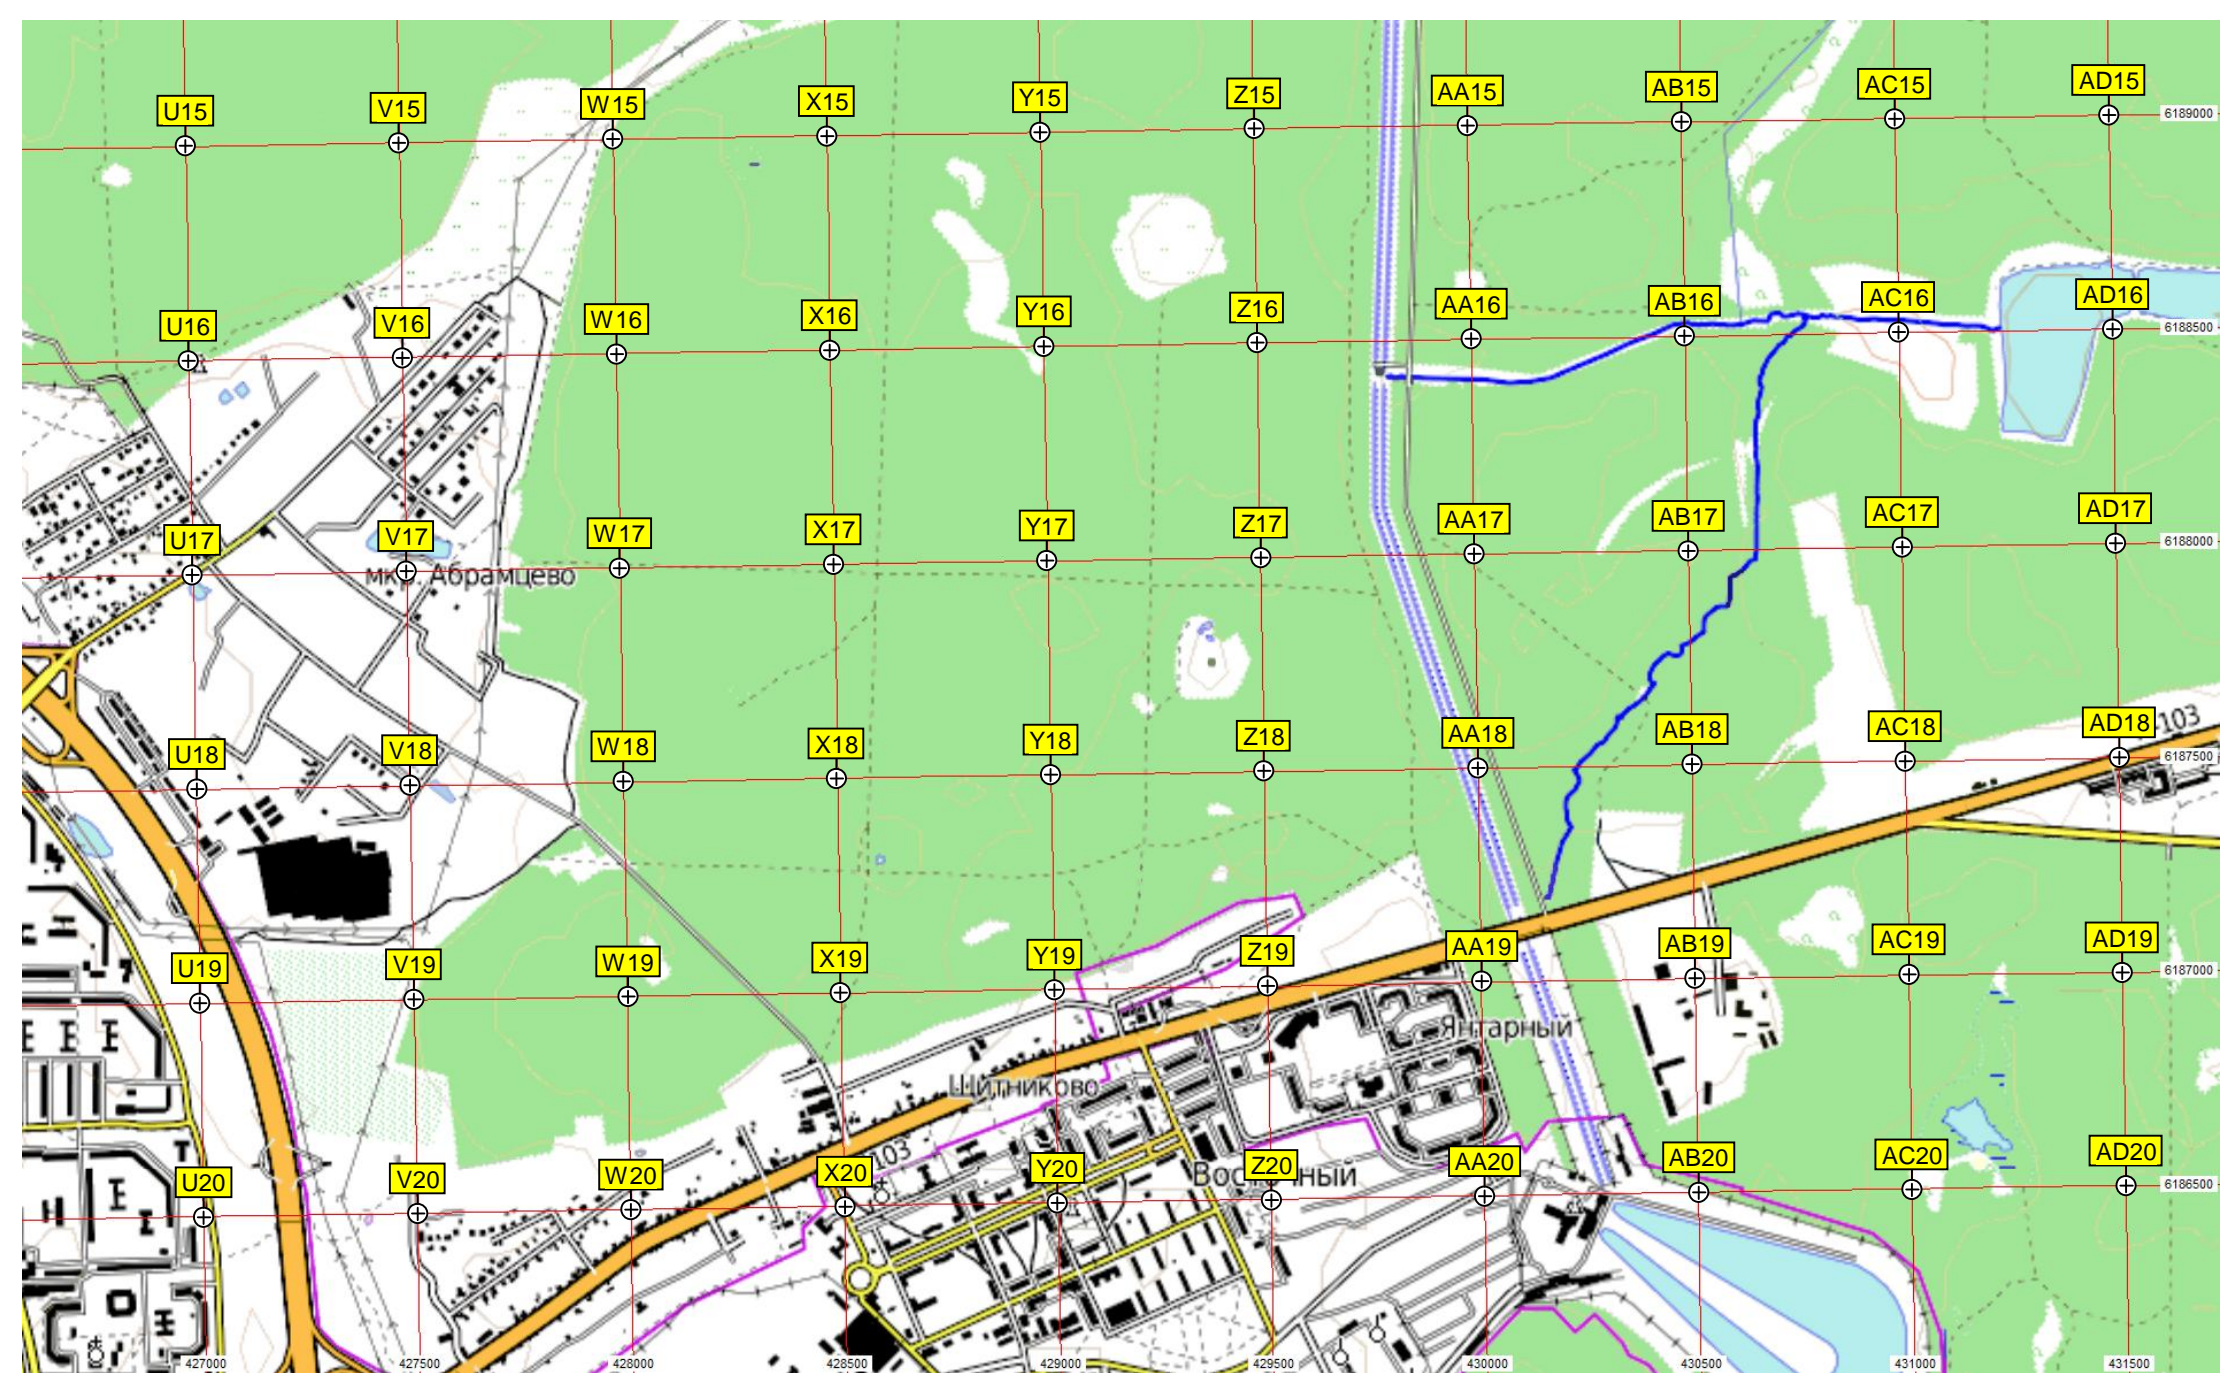 U15 V15 W15 X15 Y15 Z15 AA15 AB15 AC15 AD15
6189000
U16 V16 W16 X16 Y16 Z16 AA16 AB16 AC16 AD16
6188500
U17 V17 W17 X17 Y17 Z17 AA17 AB17 AC17 AD17
6188000
мкр. Абрамцево
U18 V18 W18 X18 Y18 Z18 AA18 AB18 AC18 AD18
103
6187500
U19 V19 W19 X19 Y19 Z19 AA19 AB19 AC19 AD19
6187000
Янтарный
Щитниково
103
U20 V20 W20 X20 Y20 Z20 AA20 AB20 AC20 AD20
Восточный
6186500
427000 427500 428000 428500 429000 429500 430000 430500 431000 431500